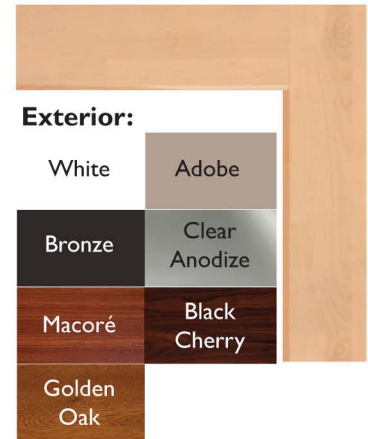 Exterior:
White
Adobe
Bronze
Clear
Anodize
Macoré
Black
Cherry
Golden
Oak